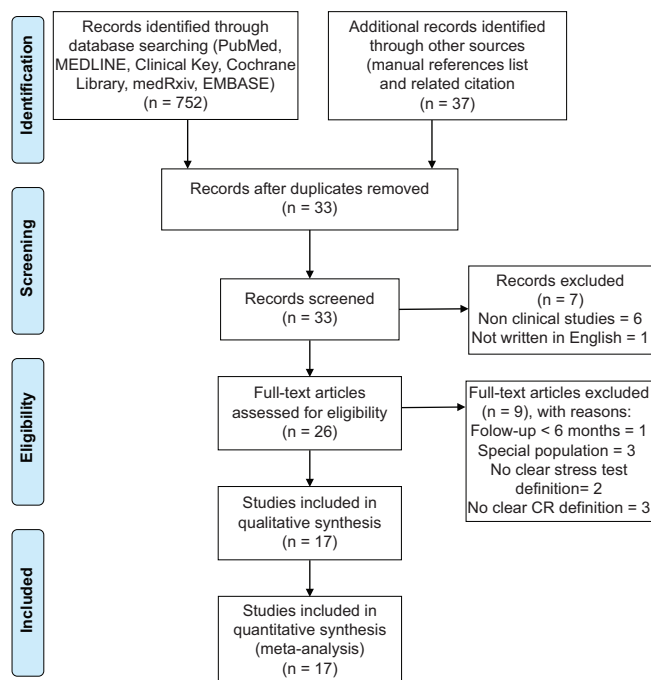 Identification
Records identified through
database searching (PubMed,
MEDLINE, Clinical Key, Cochrane
Library, medRxiv, EMBASE)
(n = 752)
Additional records identified
through other sources
(manual references list
and related citation
(n = 37)
Records after duplicates removed
(n = 33)
Screening
Records screened
(n = 33)
Records excluded
(n = 7)
Non clinical studies = 6
Not written in English = 1
Eligibility
Full-text articles
assessed for eligibility
(n = 26)
Full-text articles excluded
(n = 9), with reasons:
Folow-up < 6 months = 1
Special population = 3
No clear stress test
definition= 2
No clear CR definition = 3
Studies included in
qualitative synthesis
(n = 17)
Included
Studies included in
quantitative synthesis
(meta-analysis)
(n = 17)